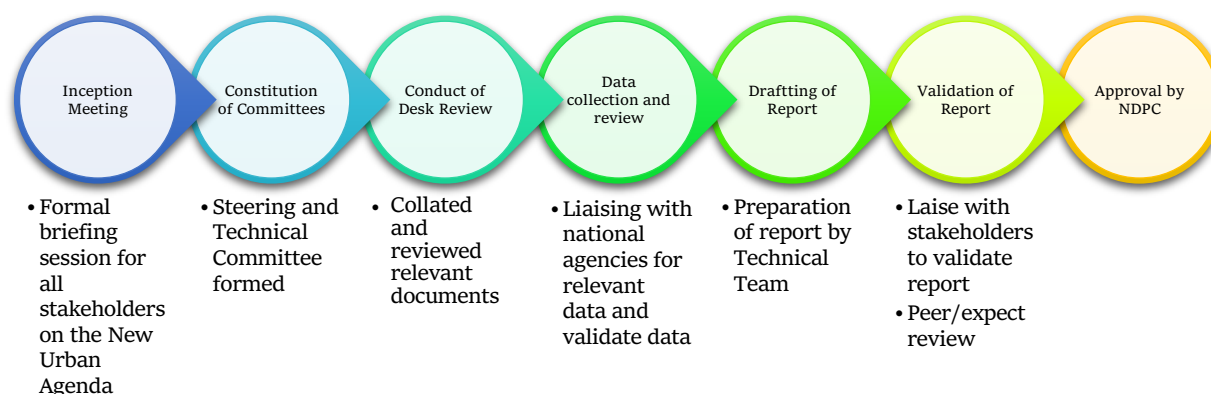 Inception
Meeting
Constitution
of Committees
Conduct of
Desk Review
Data
collection and
review
Draftting of
Report
Validation of
Report
Approval by
NDPC
• Formal
briefing
session for
all
stakeholders
on the New
Urban
Agenda
• Steering and
Technical
Committee
formed
• Collated
and
reviewed
relevant
documents
• Liaising with
national
agencies for
relevant
data and
validate data
• Preparation
of report by
Technical
Team
• Laise with
stakeholders
to validate
report
• Peer/expect
review